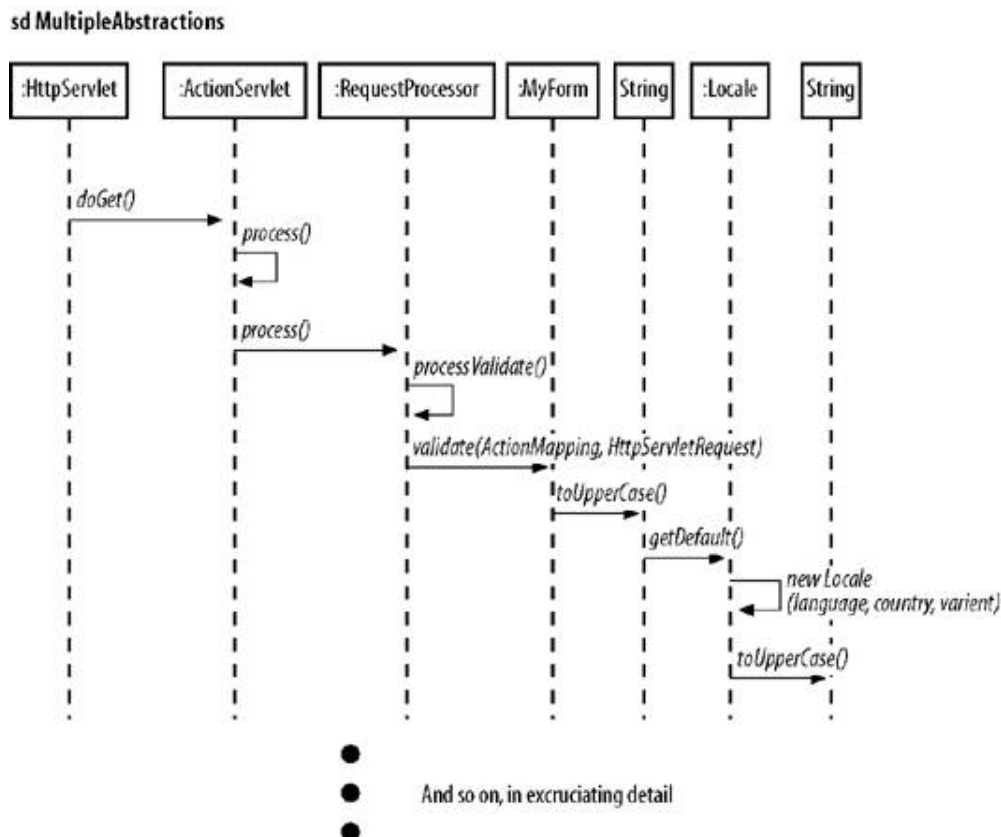 sd MultipleAbstractions
:HttpServlet
:ActionServlet
:RequestProcessor
:MyForm
String
:Locale
String
doGet()
process()
process()
processValidate()
validate(ActionMapping, HttpServletRequest)
toUpperCase()
getDefault()
new Locale
(language, country, varient)
toUpperCase()
And so on, in excruciating detail